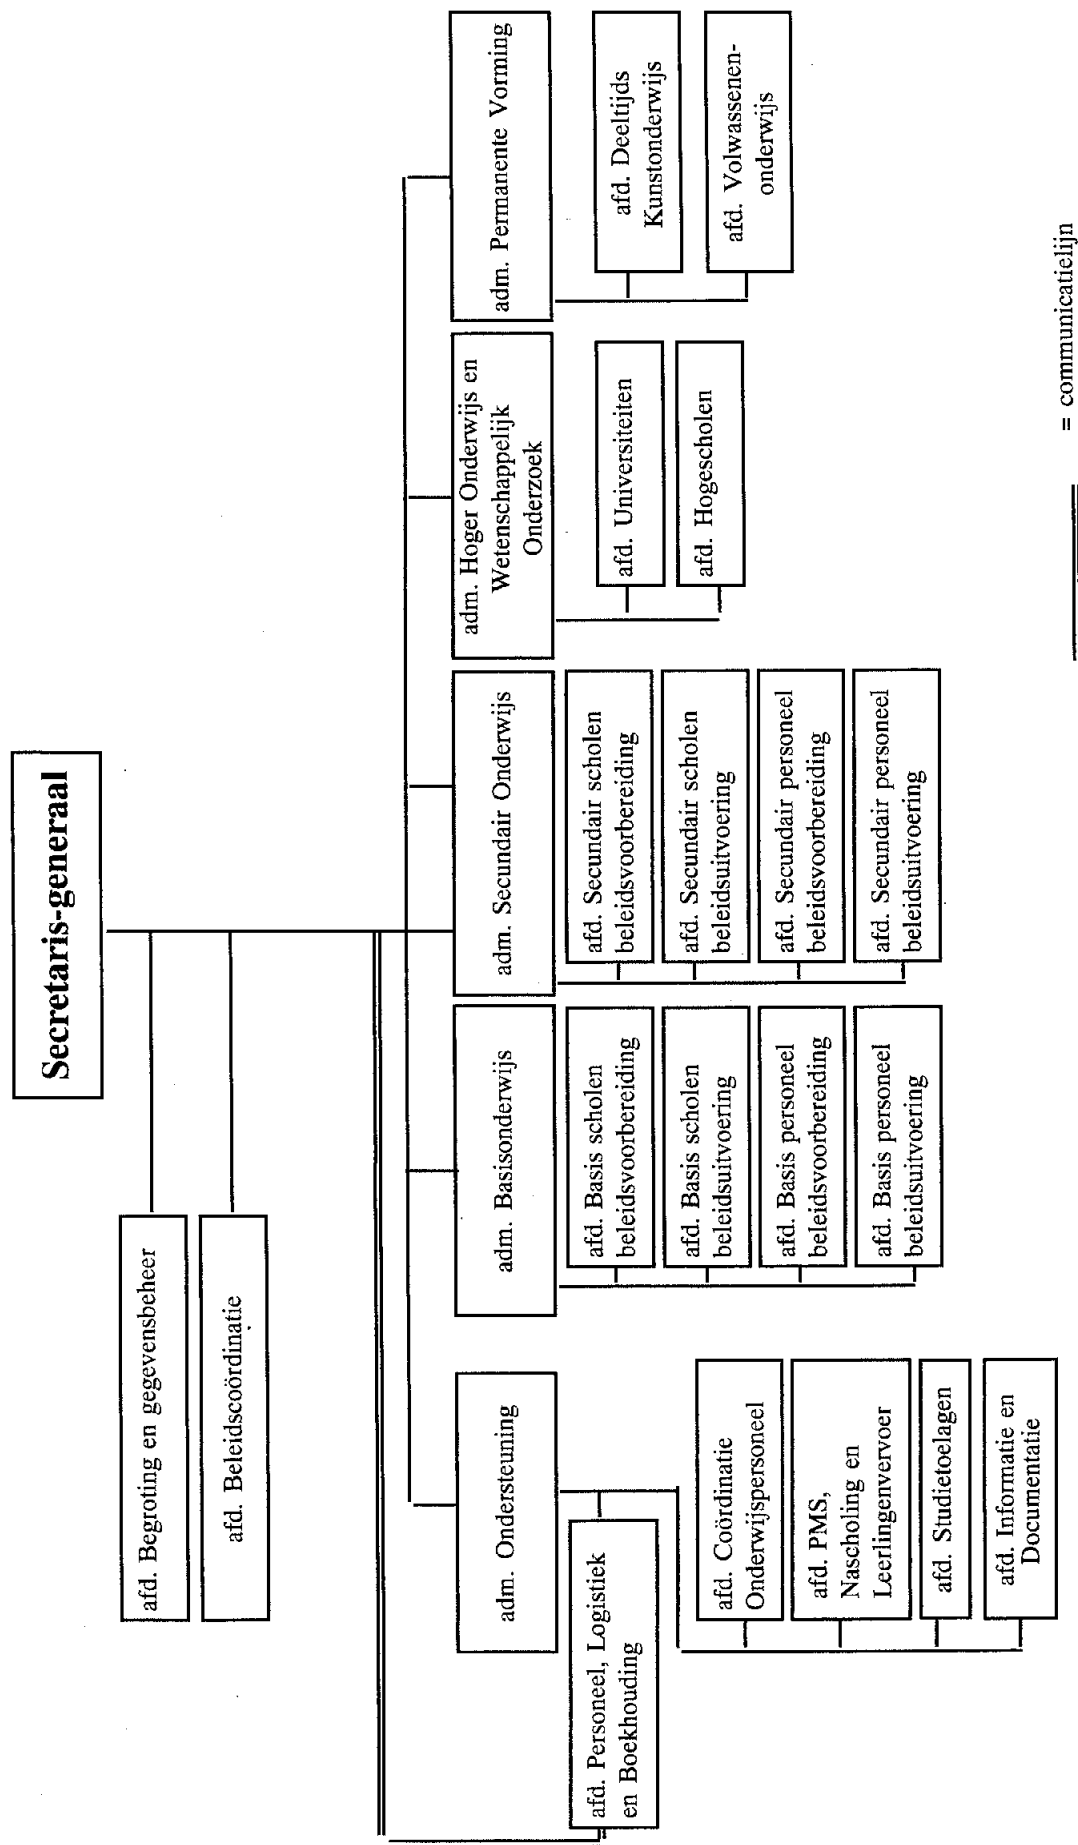 Secretaris-generaal
afd. Begroting en gegevensbeheer
afd. Beleidscoördinatie
adm. Ondersteuning
afd. Personeel, Logistiek
en Boekhouding
afd. Coördinatie
Onderwijspersoneel
afd. PMS,
Nascholing en
Leerlingenvervoer
afd. Studietoelagen
afd. Informatie en
Documentatie
adm. Basisonderwijs
afd. Basis scholen
beleidsvoorbereiding
afd. Basis scholen
beleidsuitvoering
afd. Basis personeel
beleidsvoorbereiding
afd. Basis personeel
beleidsuitvoering
adm. Secundair Onderwijs
afd. Secundair scholen
beleidsvoorbereiding
afd. Secundair scholen
beleidsuitvoering
afd. Secundair personeel
beleidsvoorbereiding
afd. Secundair personeel
beleidsuitvoering
adm. Hoger Onderwijs en
Wetenschappelijk
Onderzoek
afd. Universiteiten
afd. Hogescholen
adm. Permanente Vorming
afd. Deeltijds
Kunstonderwijs
afd. Volwassenen-
onderwijs
= communicatielijn